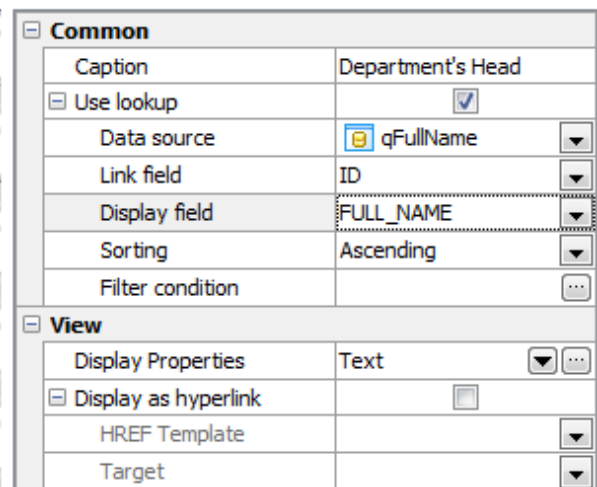 Common
Caption Department's Head
Use lookup
Data source qFullName
Link field ID
Display field FULL_NAME
Sorting Ascending
Filter condition ...
View
Display Properties Text ...
Display as hyperlink
HREF Template
Target